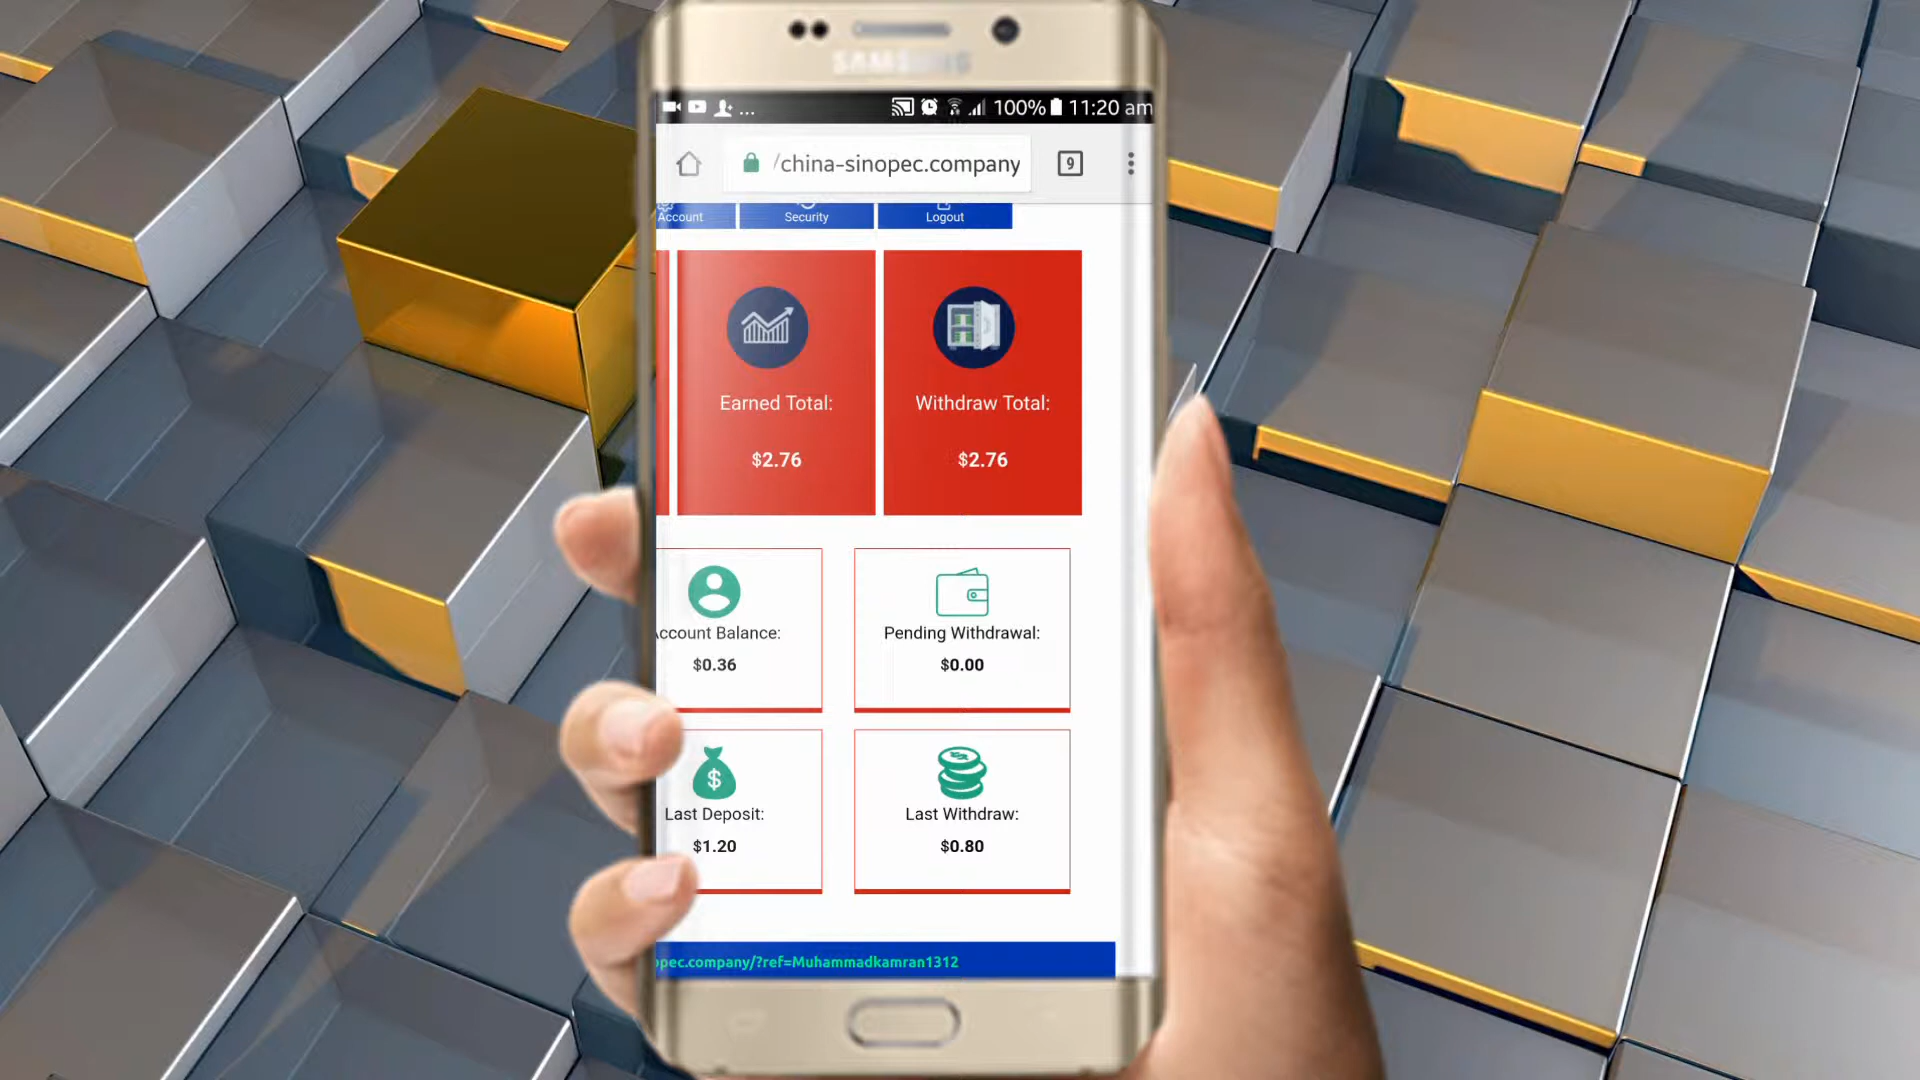 SAMSUNG
... 100% 11:20 am
/china-sinopec.company 9
Account Security Logout
Earned Total: Withdraw Total:
$2.76 $2.76
ccount Balance: Pending Withdrawal:
$0.36 $0.00
Last Deposit: Last Withdraw:
$1.20 $0.80
opec.company/?ref=Muhammadkamran1312